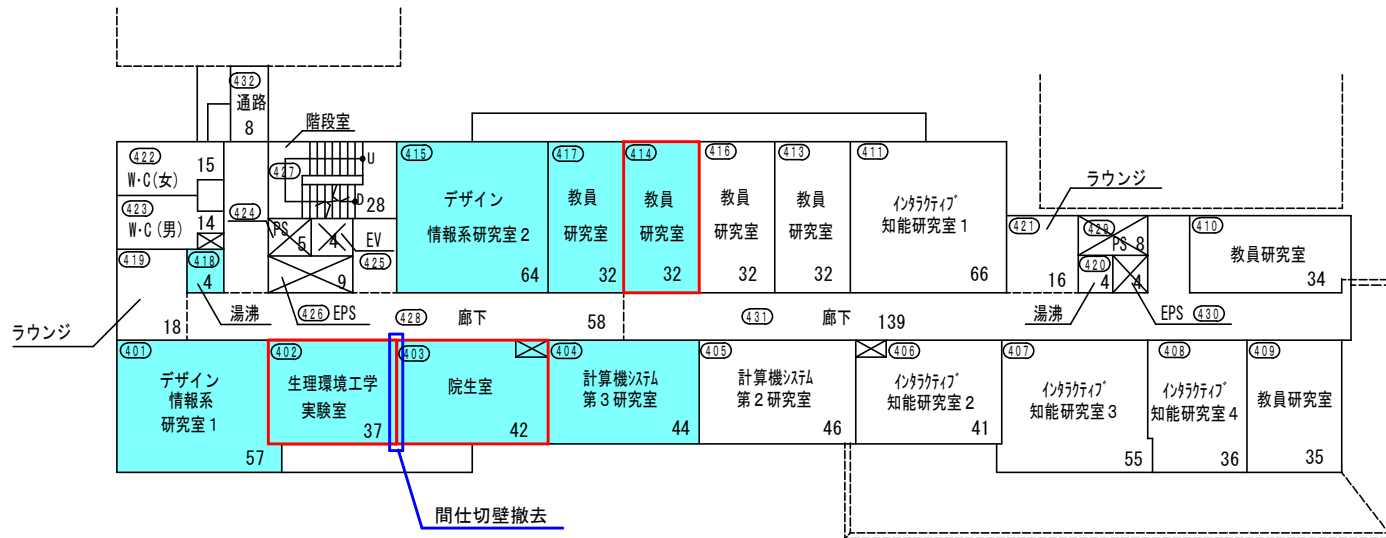 432
通路
8
階段室
422
15
W・C(女)
423
14
W・C(男)
424
427
U
D
28
PS
5
4
EV
425
9
419
418
4
湯沸
426
EPS
ラウンジ
18
415
デザイン
情報系研究室2
64
417
教員
研究室
32
414
教員
研究室
32
416
教員
研究室
32
413
教員
研究室
32
411
インタラクティブ
知能研究室1
66
ラウンジ
421
16
429
PS
8
420
4
4
湯沸
EPS
430
410
教員研究室
34
428
廊下
58
431
廊下
139
401
デザイン
情報系
研究室1
57
402
生理環境工学
実験室
37
403
院生室
42
404
計算機システム
第3研究室
44
405
計算機システム
第2研究室
46
406
インタラクティブ
知能研究室2
41
407
インタラクティブ
知能研究室3
55
408
インタラクティブ
知能研究室4
36
409
教員研究室
35
間仕切壁撤去